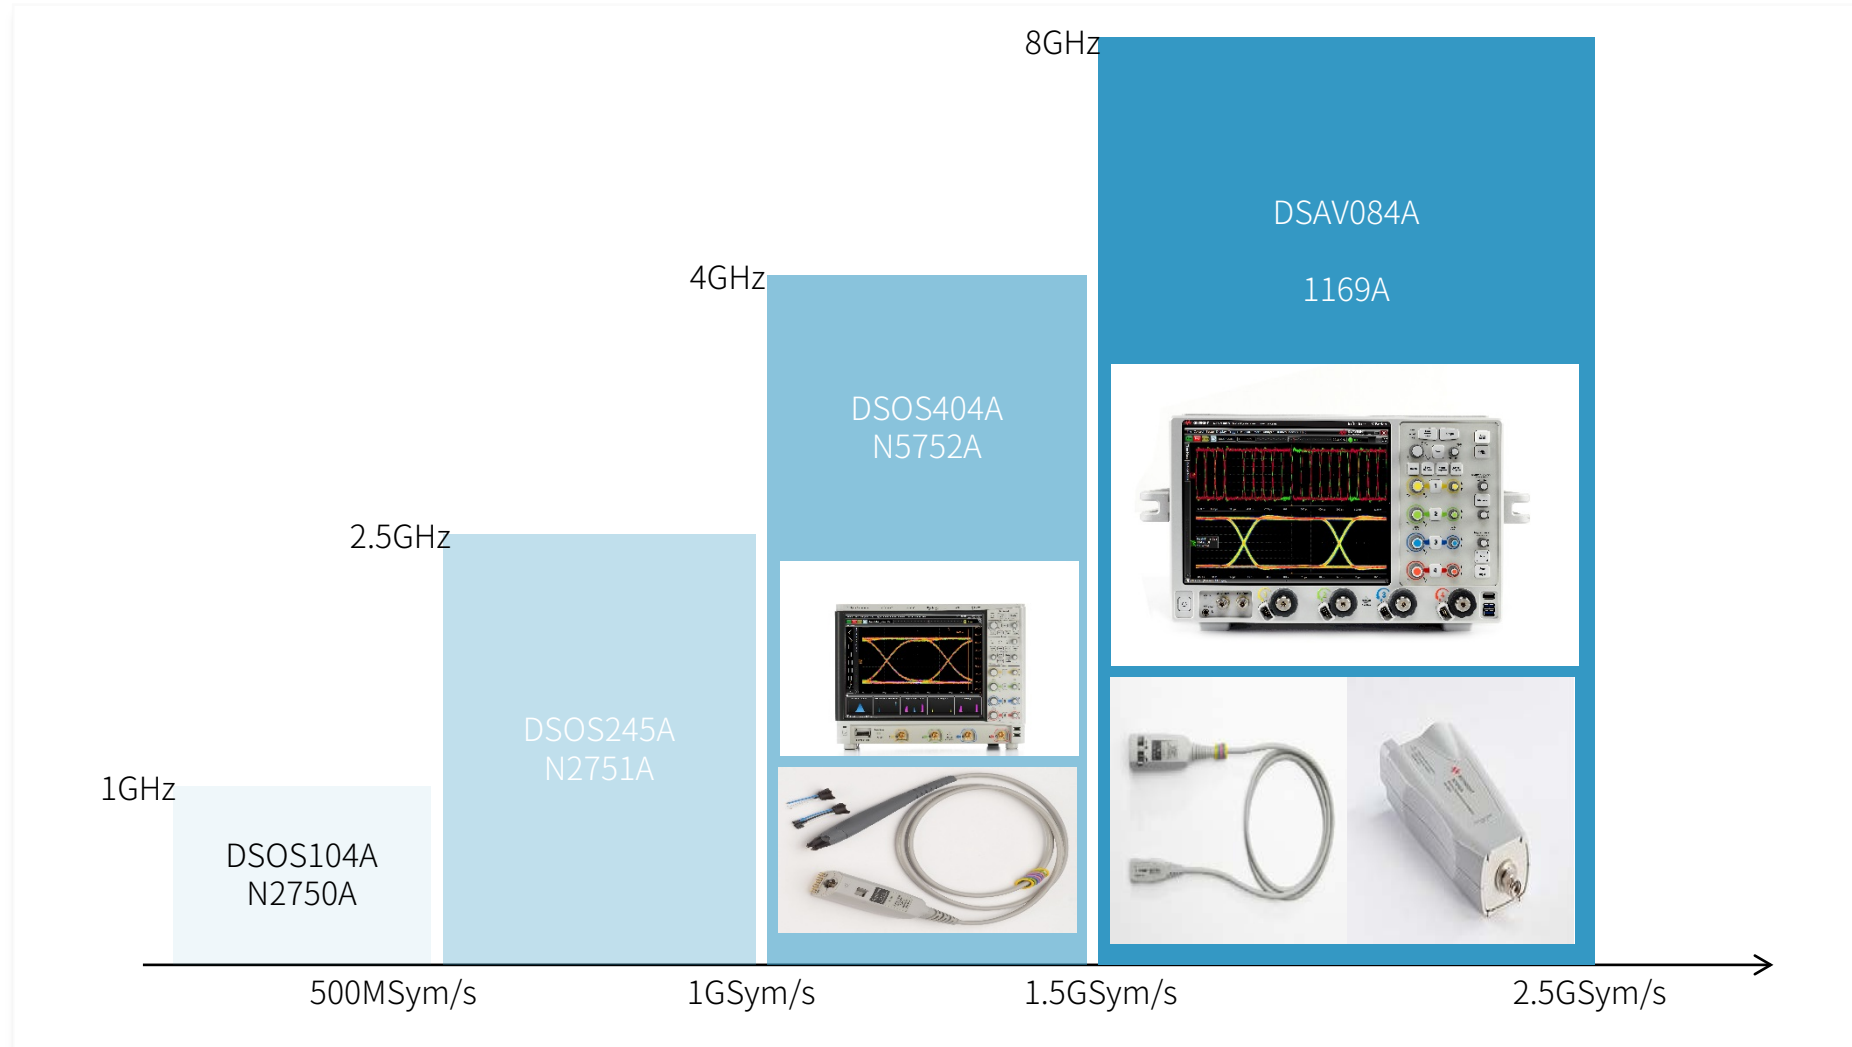 8GHz
DSAV084A
1169A
4GHz
DSOS404A
N5752A
2.5GHz
DSOS245A
N2751A
1GHz
DSOS104A
N2750A
500MSym/s
1GSym/s
1.5GSym/s
2.5GSym/s